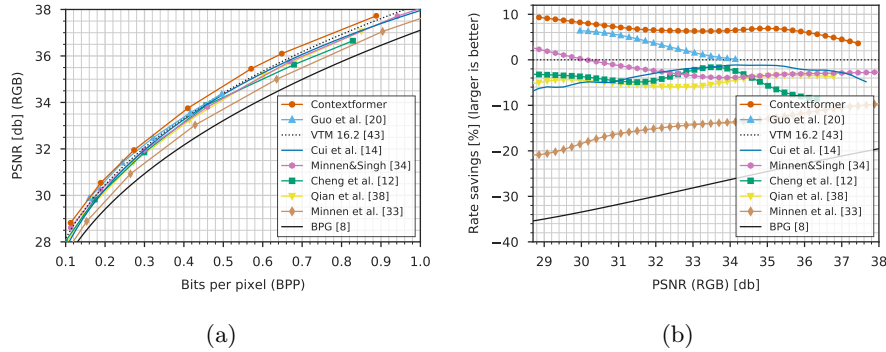 38
36
34
32
30
28
PSNR [db] (RGB)
0.1 0.2 0.3 0.4 0.5 0.6 0.7 0.8 0.9 1.0
Bits per pixel (BPP)
Contextformer
Guo et al. [20]
VTM 16.2 [43]
Cui et al. [14]
Minnen&Singh [34]
Cheng et al. [12]
Qian et al. [38]
Minnen et al. [33]
BPG [8]
(a)
10
0
−10
−20
−30
−40
Rate savings [%] (larger is better)
29 30 31 32 33 34 35 36 37 38
PSNR (RGB) [db]
Contextformer
Guo et al. [20]
VTM 16.2 [43]
Cui et al. [14]
Minnen&Singh [34]
Cheng et al. [12]
Qian et al. [38]
Minnen et al. [33]
BPG [8]
(b)